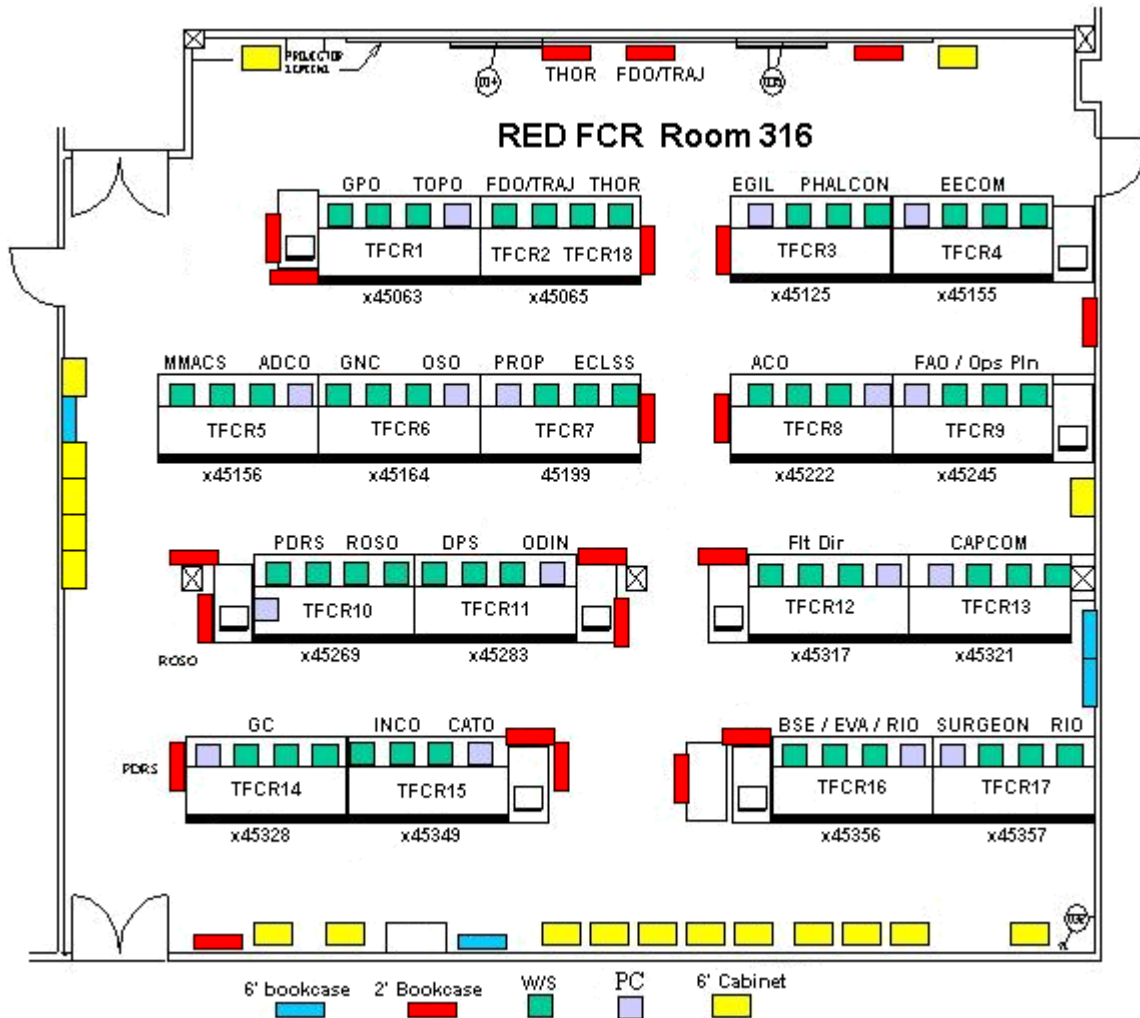 PROJECTOR
THOR FDO/TRAJ
RED FCR Room 316
GPO TOPO FDO/TRAJ THOR EGIL PHALCON EECOM
TFCR1 TFCR2 TFCR18 TFCR3 TFCR4
x45063 x45065 x45125 x45155
MMACS ADCO GNC OSO PROP ECLSS ACO FAO / Ops Pln
TFCR5 TFCR6 TFCR7 TFCR8 TFCR9
x45156 x45164 45199 x45222 x45245
PDRS ROSO DPS ODIN Flt Dir CAPCOM
TFCR10 TFCR11 TFCR12 TFCR13
ROSO x45269 x45283 x45317 x45321
GC INCO CATO BSE / EVA / RIO SURGEON RIO
PDRS TFCR14 TFCR15 TFCR16 TFCR17
x45328 x45349 x45356 x45357
6' bookcase 2' Bookcase W/S PC 6' Cabinet